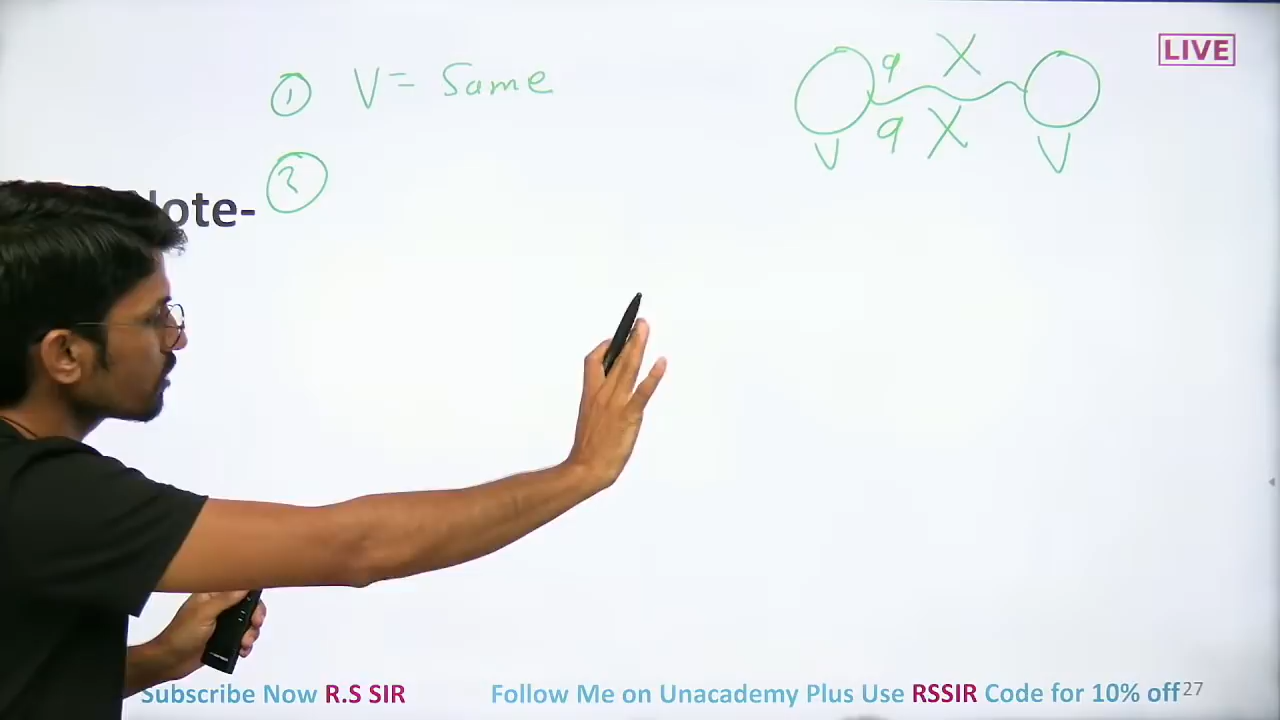 LIVE
① V = Same
q X
q X
V V
②
Note-
Subscribe Now R.S SIR Follow Me on Unacademy Plus Use RSSIR Code for 10% off 27